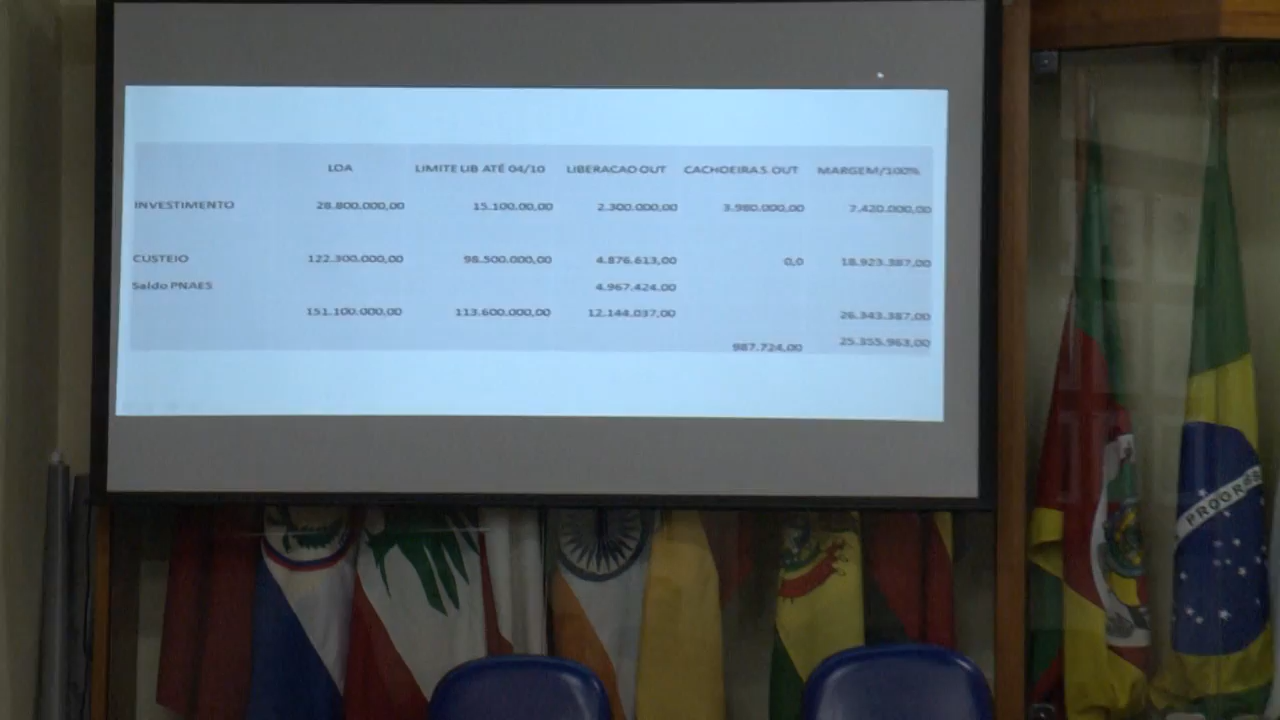 LOA LIMITE UB ATÉ 04/10 LIBERACAO OUT CACHOEIRA S. OUT MARGEM/100%
INVESTIMENTO 28.800.000,00 15.100.00,00 2.300.000,00 3.980.000,00 7.420.000,00
CUSTEIO 122.300.000,00 98.500.000,00 4.876.613,00 0,0 18.923.387,00
Saldo PNAES 4.967.424.00
151.100.000,00 113.600.000,00 12.144.037,00 26.343.387,00
987.724,00 25.355.963,00
PROGRES